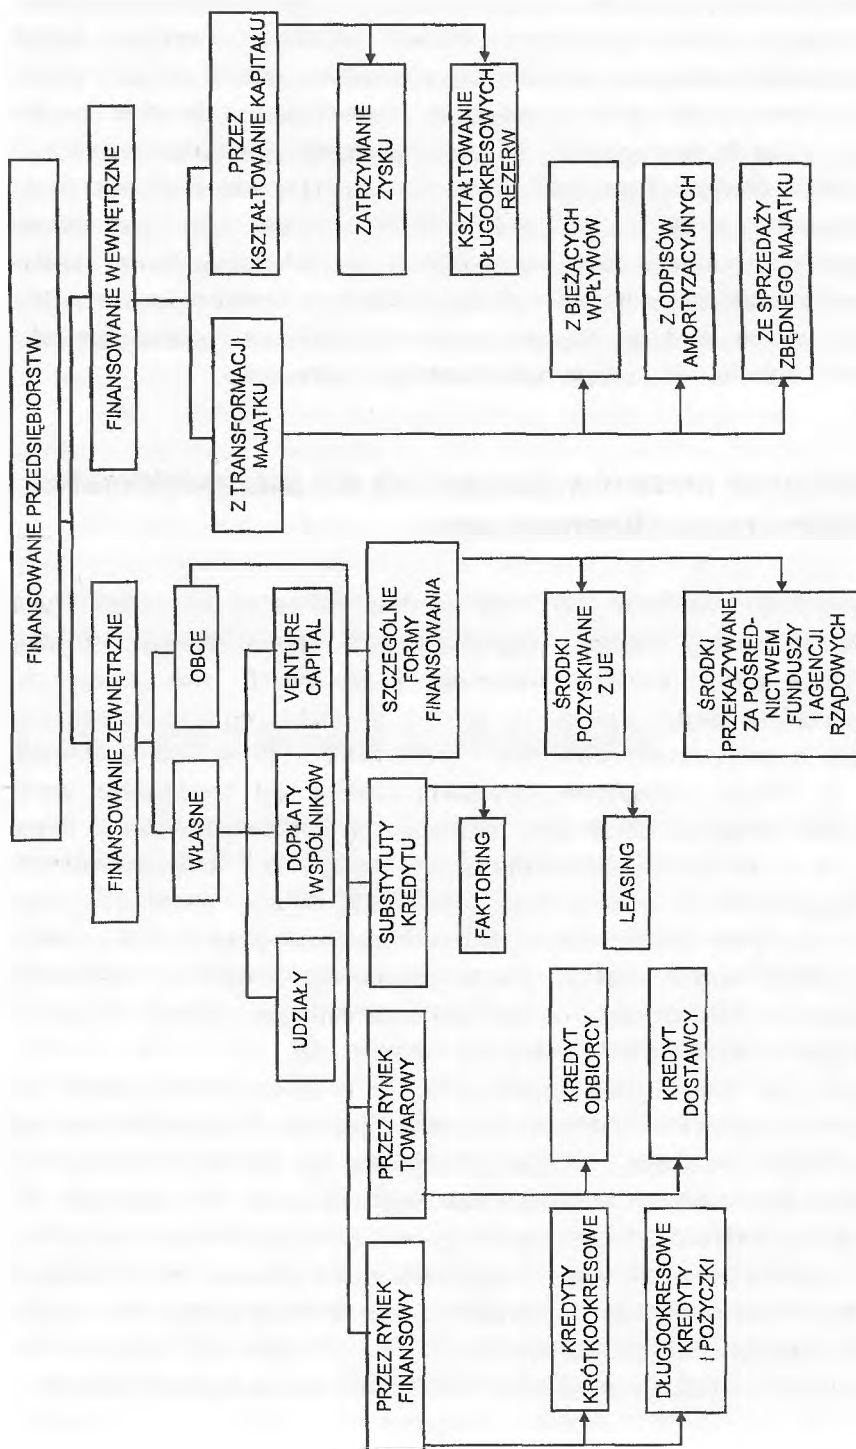 FINANSOWANIE PRZEDSIĘBIORSTW
FINANSOWANIE ZEWNĘTRZNE
FINANSOWANIE WEWNĘTRZNE
WŁASNE
OBCE
Z TRANSFORMACJI
MAJĄTKU
PRZEZ
KSZTAŁTOWANIE KAPITAŁU
UDZIAŁY
DOPŁATY
WSPÓLNIKÓW
VENTURE
CAPITAL
ZATRZYMANIE
ZYSKU
KSZTAŁTOWANIE
DŁUGOOKRESOWYCH
REZERW
PRZEZ RYNEK
FINANSOWY
PRZEZ RYNEK
TOWAROWY
SUBSTYTUTY
KREDYTU
SZCZEGÓLNE
FORMY
FINANSOWANIA
FAKTORING
LEASING
KREDYTY
KRÓTKOOKRESOWE
DŁUGOOKRESOWE
KREDYTY
I POŻYCZKI
KREDYT
ODBIORCY
KREDYT
DOSTAWCY
ŚRODKI
POZYSKIWANE
Z UE
ŚRODKI
PRZEKAZYWANE
ZA POŚRED-
NICTWEM
FUNDUSZY
I AGENCJI
RZĄDOWYCH
Z BIEŻĄCYCH
WPŁYWÓW
Z ODPISÓW
AMORTYZACYJNYCH
ZE SPRZEDAŻY
ZBĘDNEGO MAJĄTKU